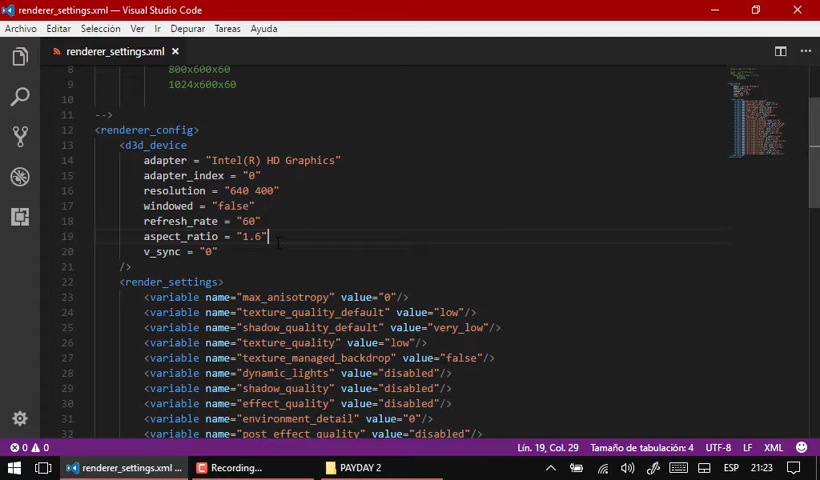 renderer_settings.xml - Visual Studio Code
Archivo Editar Selección Ver Ir Depurar Tareas Ayuda
renderer_settings.xml
8 800x600x60
9 1024x600x60
10
11 -->
12 <renderer_config>
13 <d3d_device
14 adapter = "Intel(R) HD Graphics"
15 adapter_index = "0"
16 resolution = "640 400"
17 windowed = "false"
18 refresh_rate = "60"
19 aspect_ratio = "1.6"
20 v_sync = "0"
21 />
22 <render_settings>
23 <variable name="max_anisotropy" value="0"/>
24 <variable name="texture_quality_default" value="low"/>
25 <variable name="shadow_quality_default" value="very_low"/>
26 <variable name="texture_quality" value="low"/>
27 <variable name="texture_managed_backdrop" value="false"/>
28 <variable name="dynamic_lights" value="disabled"/>
29 <variable name="shadow_quality" value="disabled"/>
30 <variable name="effect_quality" value="disabled"/>
31 <variable name="environment_detail" value="0"/>
32 <variable name="post_effect_quality" value="disabled"/>
0 0 Lín. 19, Col. 29 Tamaño de tabulación: 4 UTF-8 LF XML
renderer_settings.xml ... Recording... PAYDAY 2 ESP 21:23